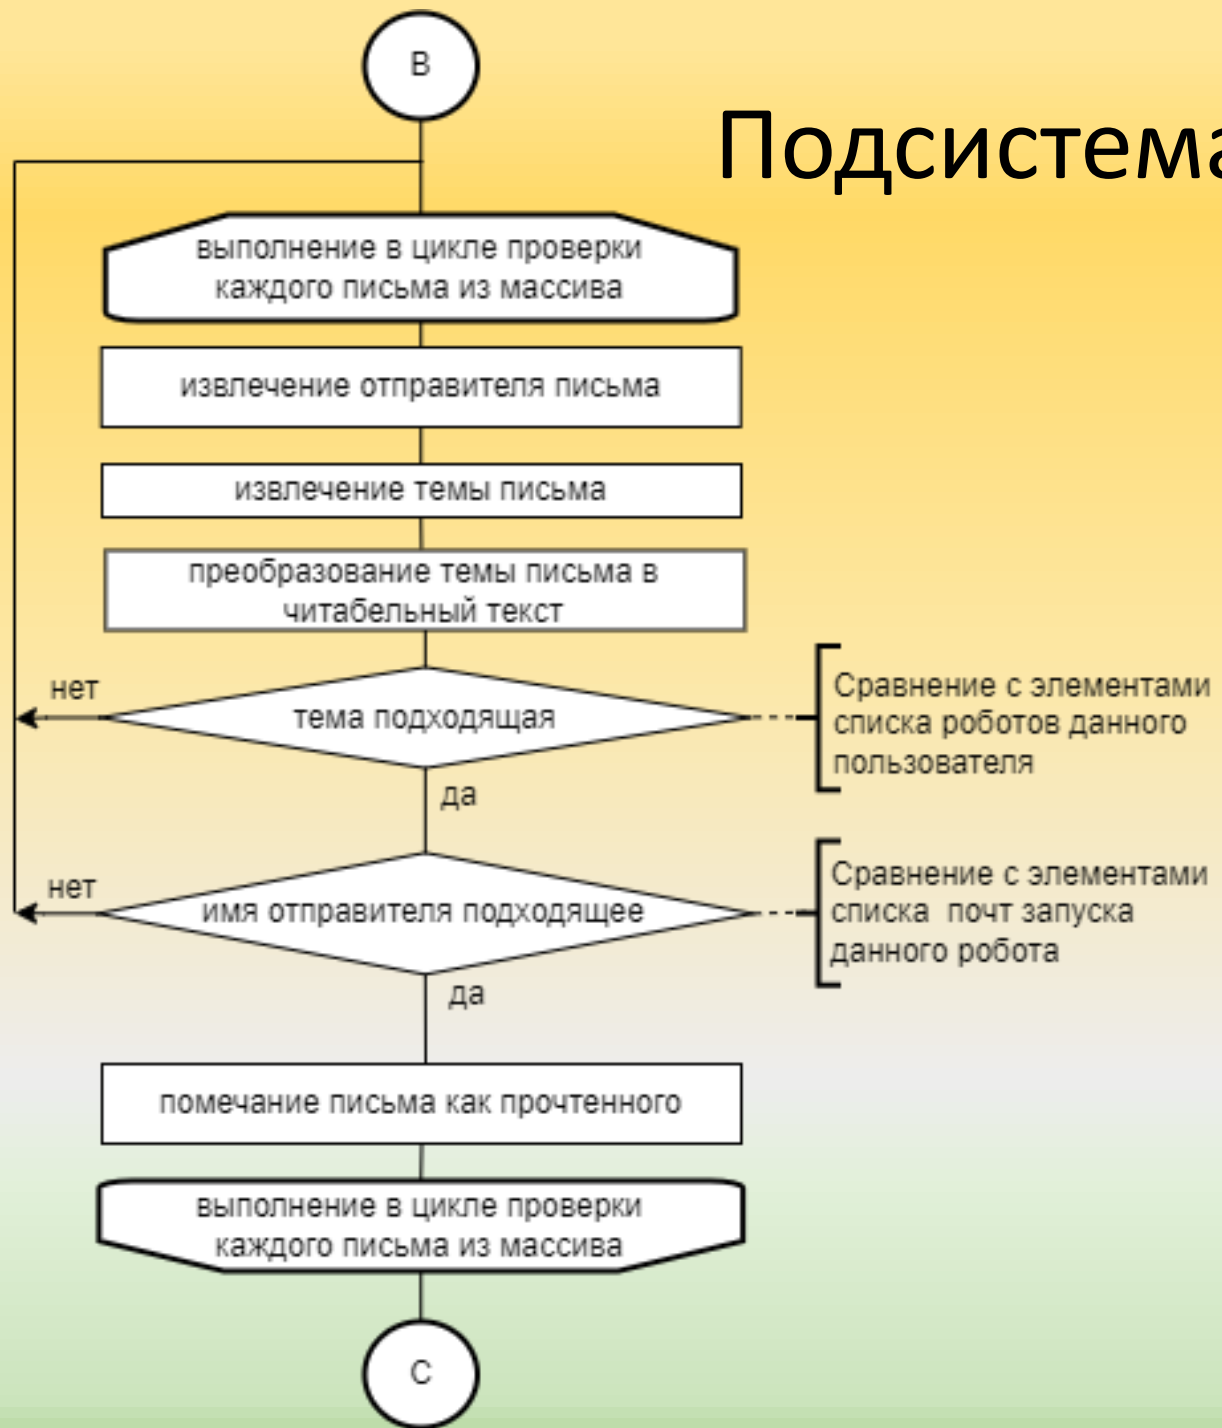 В
Подсистема
выполнение в цикле проверки
каждого письма из массива
извлечение отправителя письма
извлечение темы письма
преобразование темы письма в
читабельный текст
нет
тема подходящая
Сравнение с элементами
списка роботов данного
пользователя
да
нет
имя отправителя подходящее
Сравнение с элементами
списка почт запуска
данного робота
да
помечание письма как прочтенного
выполнение в цикле проверки
каждого письма из массива
С